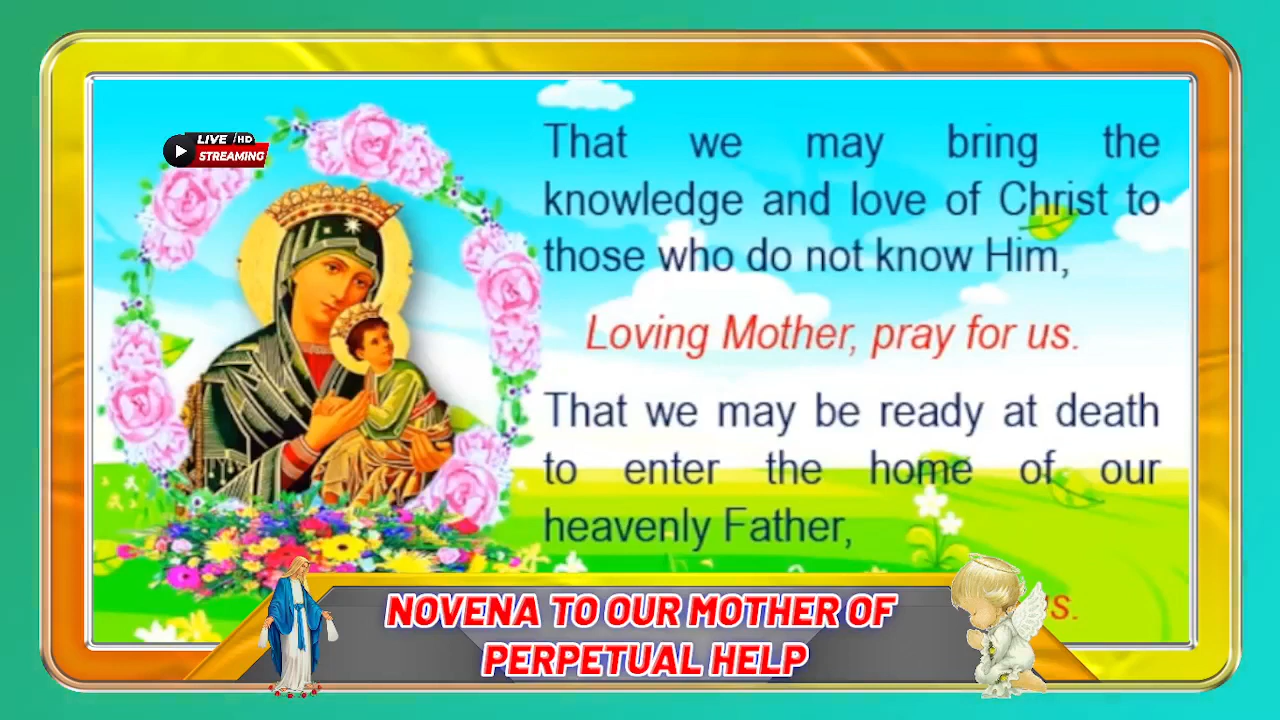 LIVE /HD
STREAMING
That we may bring the
knowledge and love of Christ to
those who do not know Him,
Loving Mother, pray for us.
That we may be ready at death
to enter the home of our
heavenly Father,
NOVENA TO OUR MOTHER OF
PERPETUAL HELP